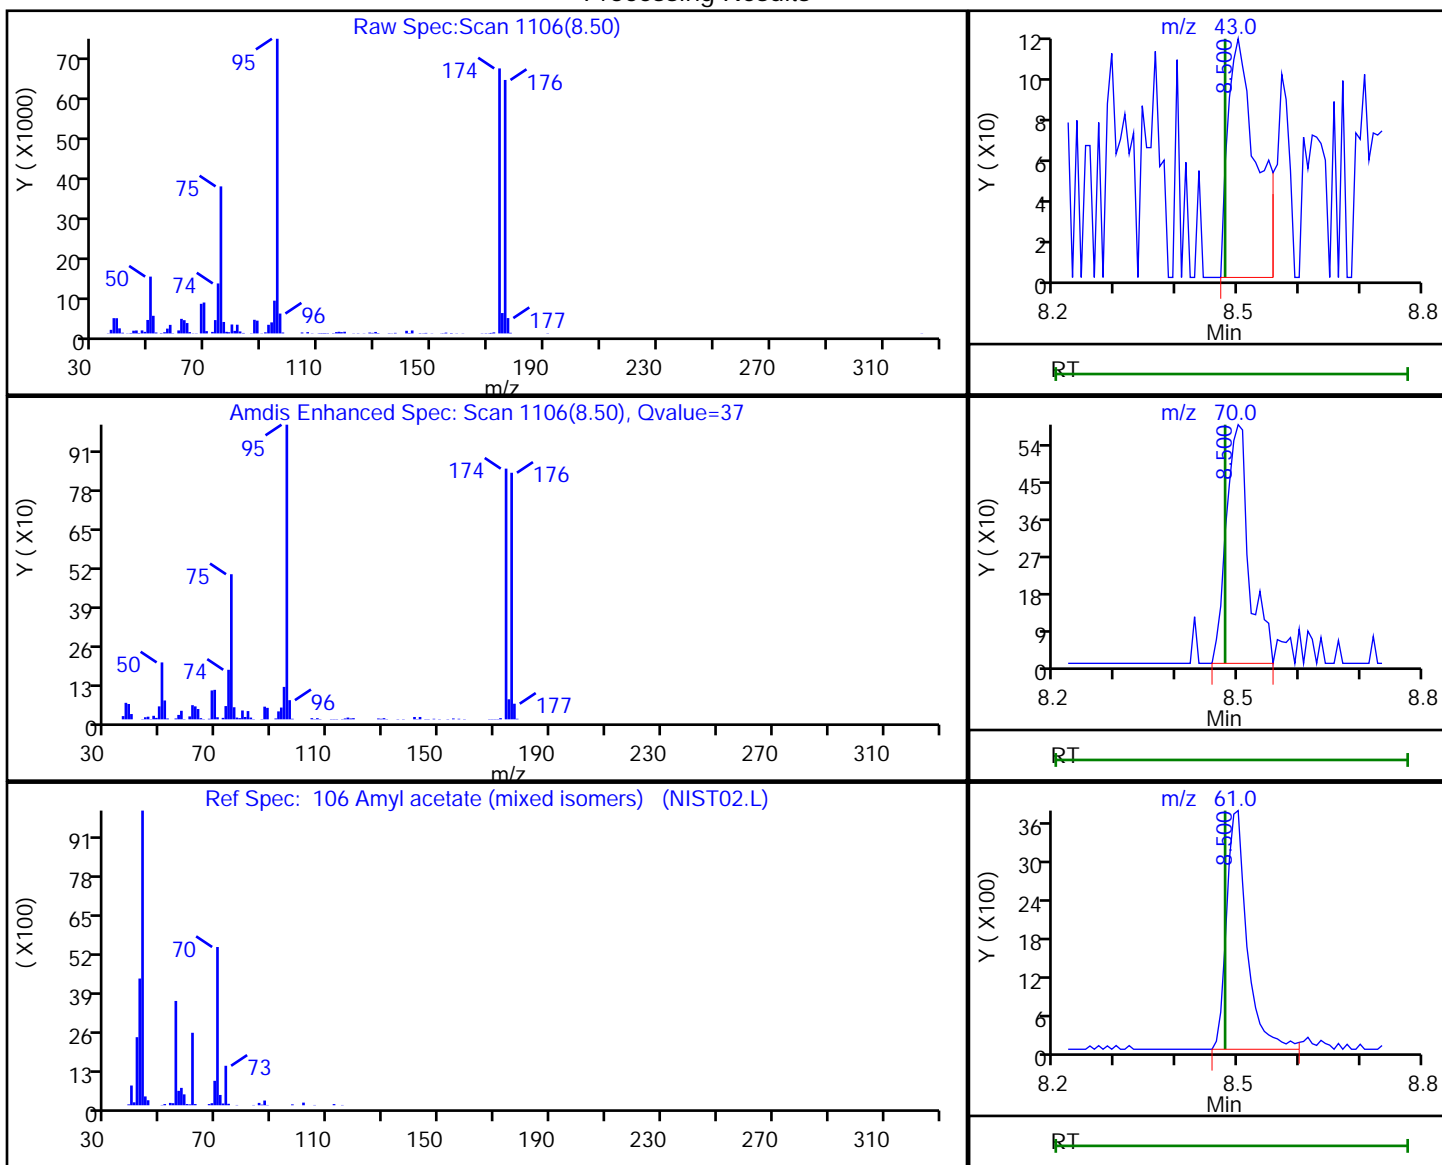 Processing Results
Raw Spec:Scan 1106(8.50)
Y ( X1000)
70
60
50
40
30
20
10
0
95
174
176
75
50
74
96
177
30 70 110 150 190 230 270 310
m/z
m/z 43.0
Y ( X10)
12
10
8
6
4
2
0
8.500
8.2 8.5 8.8
Min
RT
Amdis Enhanced Spec: Scan 1106(8.50), Qvalue=37
Y ( X10)
91
78
65
52
39
26
13
0
95
174
176
75
50
74
96
177
30 70 110 150 190 230 270 310
m/z
m/z 70.0
Y ( X10)
54
45
36
27
18
9
0
8.500
8.2 8.5 8.8
Min
RT
Ref Spec: 106 Amyl acetate (mixed isomers) (NIST02.L)
( X100)
91
78
65
52
39
26
13
0
70
73
30 70 110 150 190 230 270 310
m/z 61.0
Y ( X100)
36
30
24
18
12
6
0
8.500
8.2 8.5 8.8
Min
RT